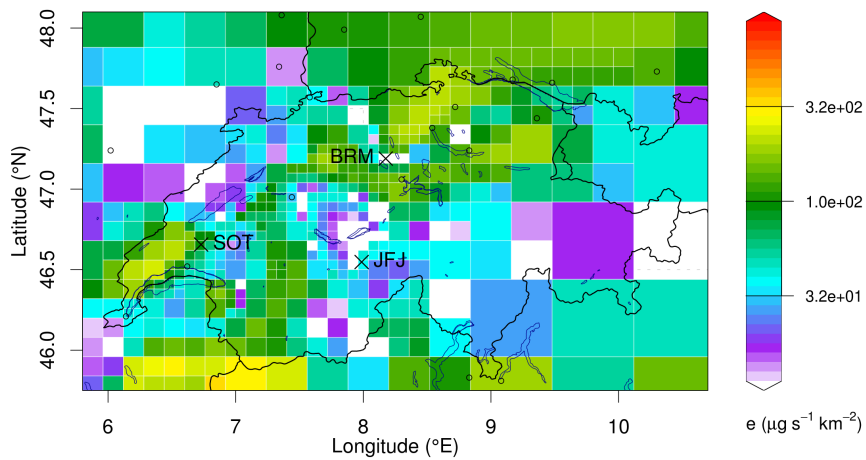 48.0
47.5
47.0
46.5
46.0
Latitude (°N)
BRM
SOT
JFJ
6
7
8
9
10
Longitude (°E)
3.2e+02
1.0e+02
3.2e+01
e (μg s⁻¹ km⁻²)